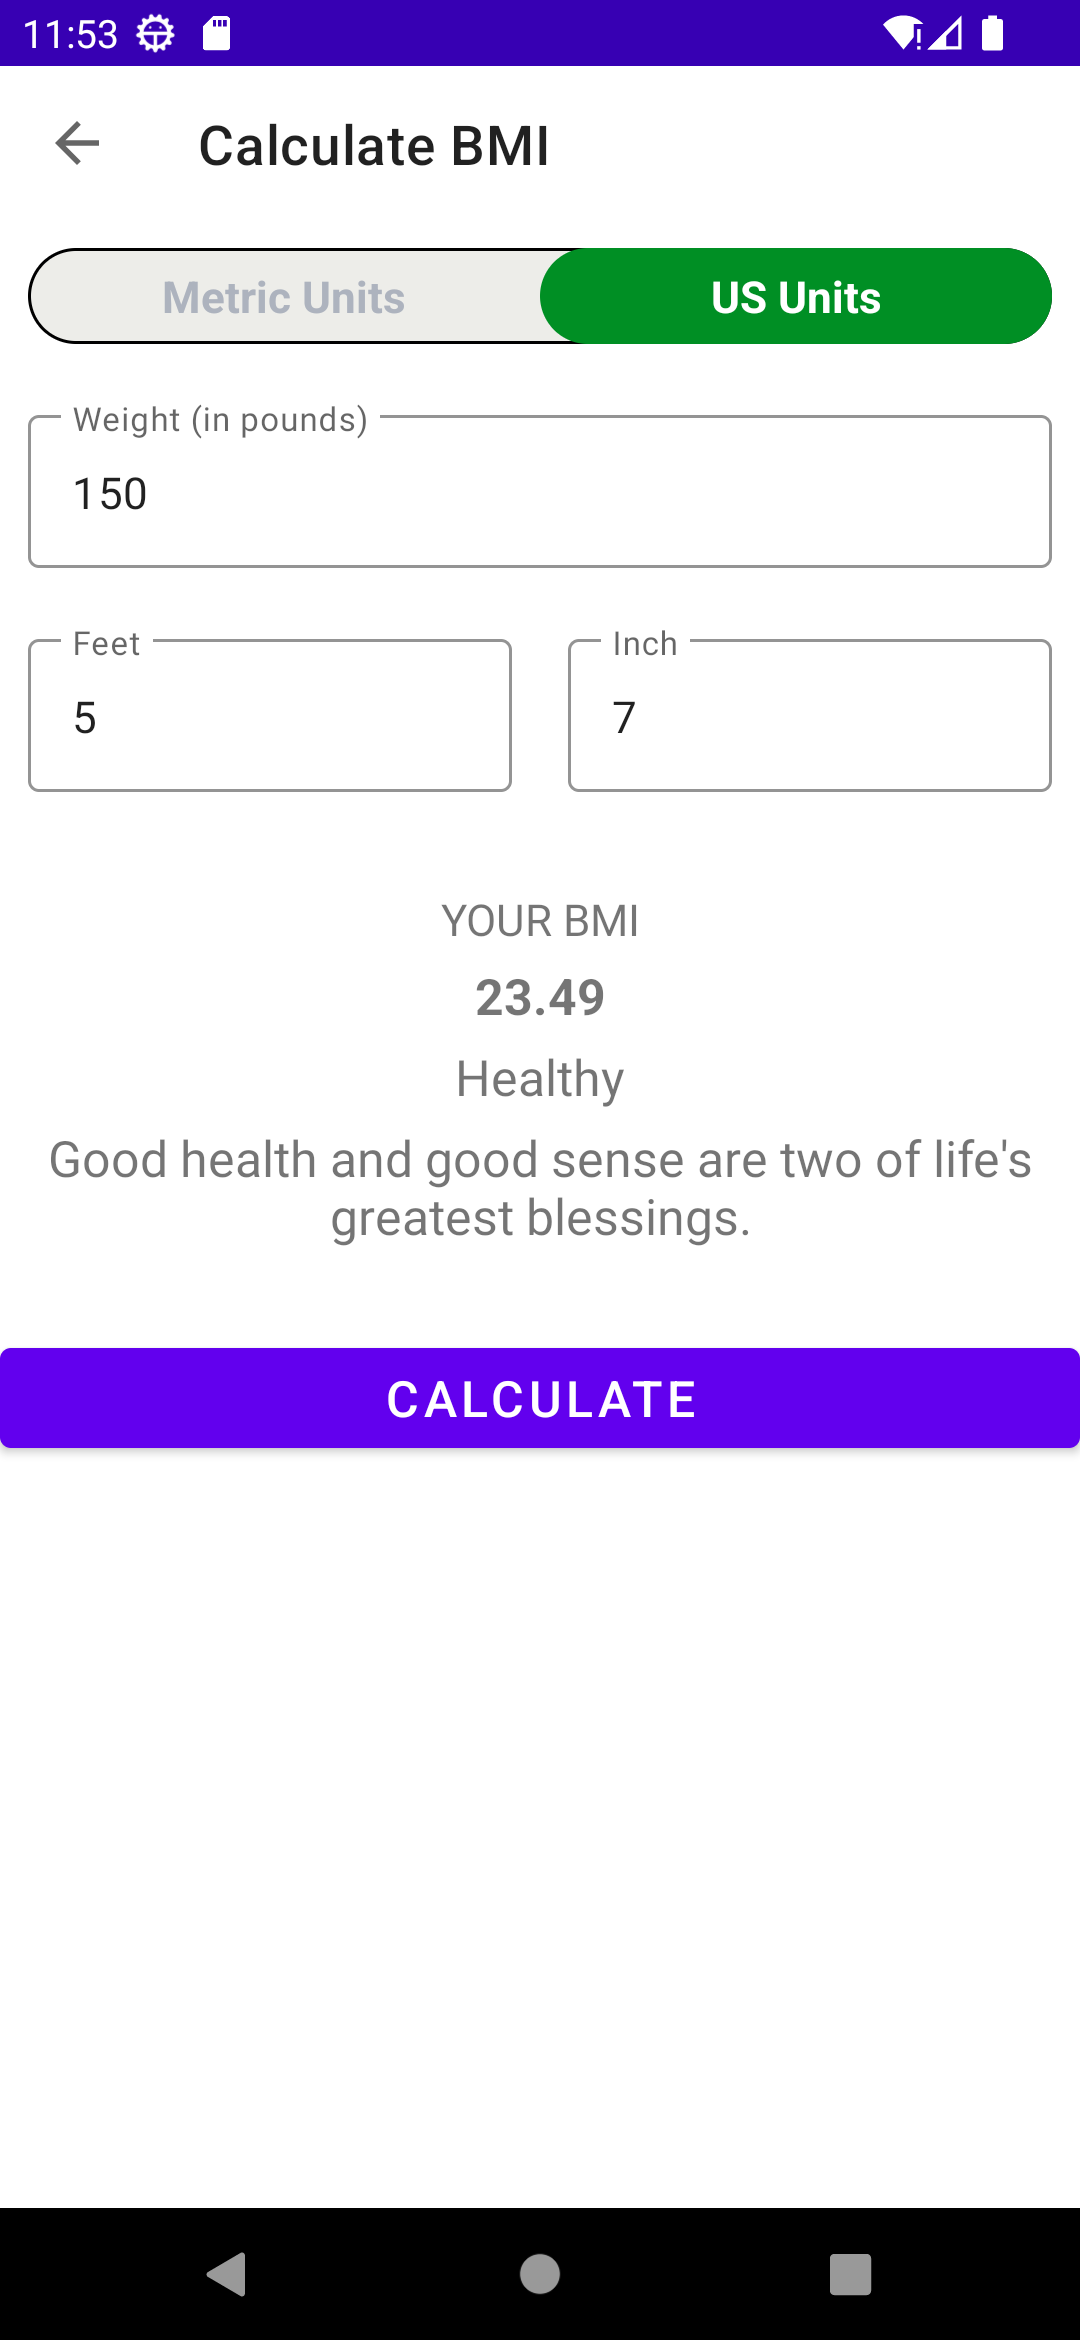 11:53
Calculate BMI
Metric Units
US Units
Weight (in pounds)
150
Feet
Inch
5
7
YOUR BMI
23.49
Healthy
Good health and good sense are two of life's
greatest blessings.
CALCULATE